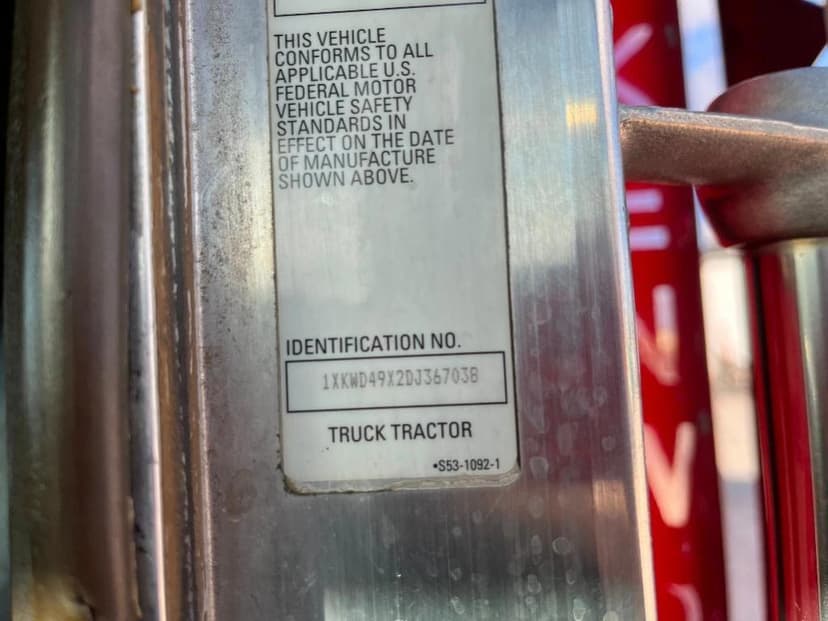 THIS VEHICLE
CONFORMS TO ALL
APPLICABLE U.S.
FEDERAL MOTOR
VEHICLE SAFETY
STANDARDS IN
EFFECT ON THE DATE
OF MANUFACTURE
SHOWN ABOVE.
IDENTIFICATION NO.
1XKWD49X2DJ367038
TRUCK TRACTOR
•S53-1092-1